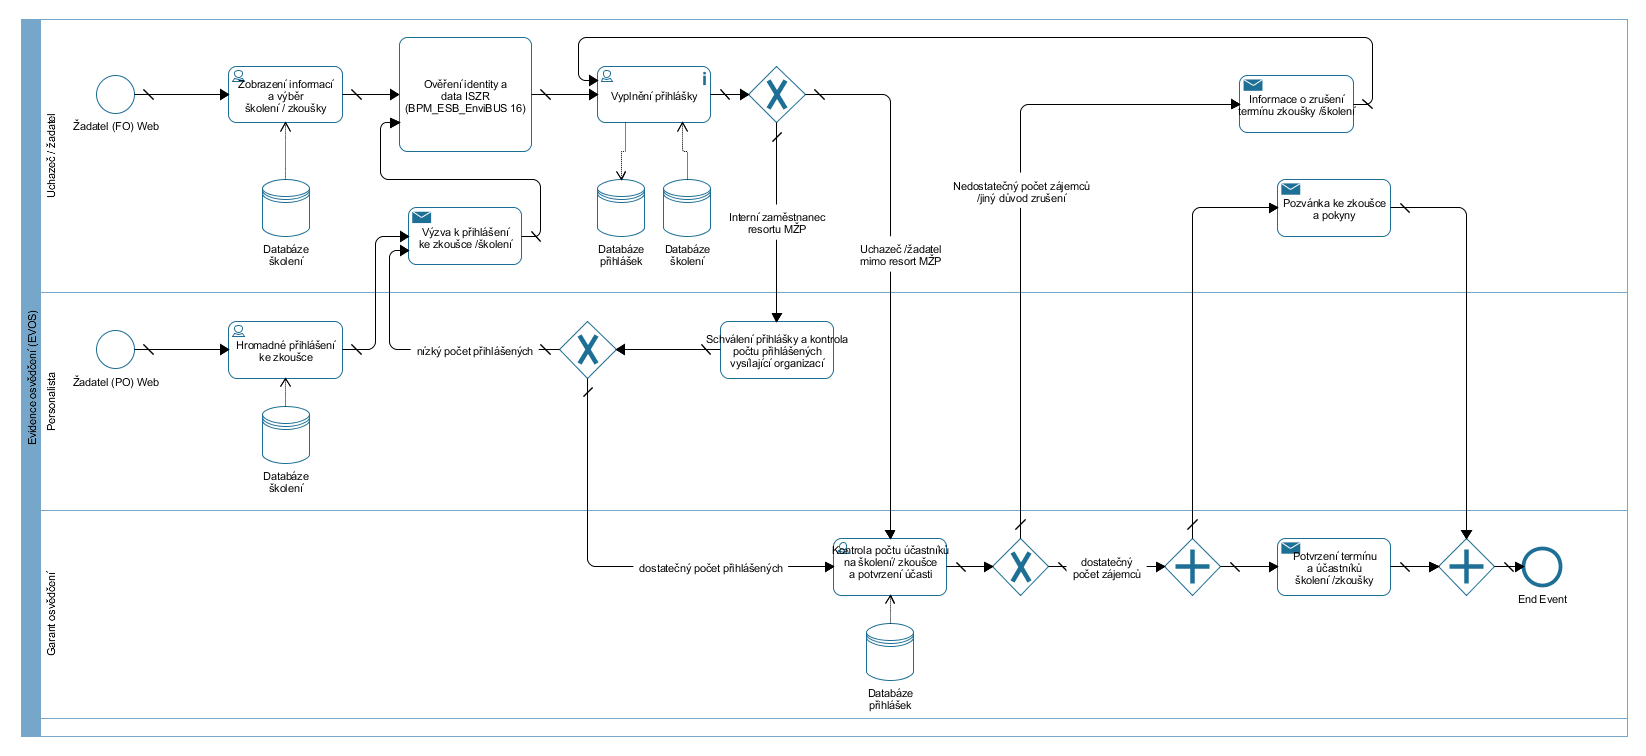 Evidence osvědčení (EVOS)
Uchazeč / žadatel
Žadatel (FO) Web
Zobrazení informací
a výběr
školení / zkoušky
Databáze
školení
Ověření identity a
data ISZR
(BPM_ESB_EnviBUS 16)
Výzva k přihlášení
ke zkoušce /školení
Vyplnění přihlášky
Databáze
přihlášek
Databáze
školení
Interní zaměstnanec
resortu MŽP
Uchazeč /žadatel
mimo resort MŽP
Nedostatečný počet zájemců
/jiný důvod zrušení
Informace o zrušení
termínu zkoušky /školení
Pozvánka ke zkoušce
a pokyny
Personalista
Žadatel (PO) Web
Hromadné přihlášení
ke zkoušce
Databáze
školení
nízký počet přihlášených
Schválení přihlášky a kontrola
počtu přihlášených
vysílající organizací
Garant osvědčení
dostatečný počet přihlášených
Kontrola počtu účastníků
na školení/ zkoušce
a potvrzení účasti
Databáze
přihlášek
dostatečný
počet zájemců
Potvrzení termínu
a účastníků
školení /zkoušky
End Event